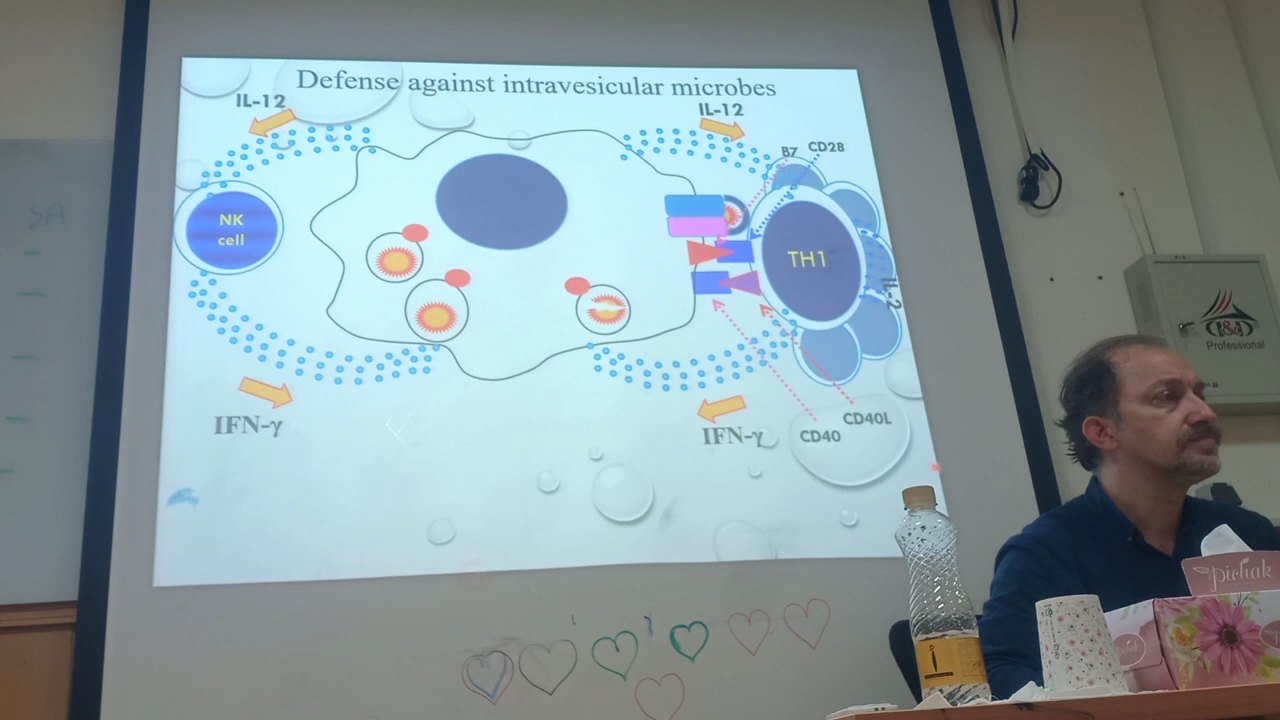 Defense against intravesicular microbes
IL-12
IL-12
B7
CD28
NK
cell
TH1
IL-2
IFN-γ
IFN-γ
CD40
CD40L
I&A
Professional
pichak